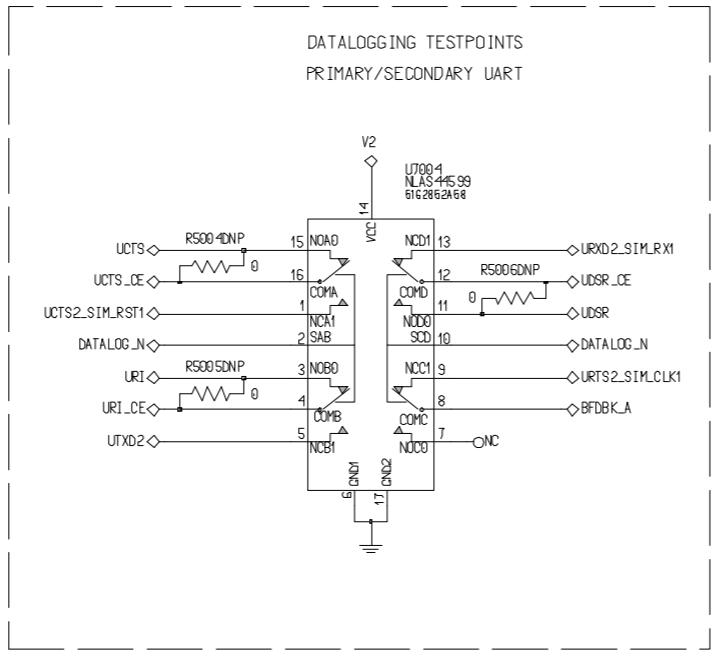 DATALOGGING TESTPOINTS
PRIMARY/SECONDARY UART
V2
U7004
NLAS44599
5162852A68
14
VCC
UCTS R5004DNP 15 NOA0 NCD1 13 URXD2_SIM_RX1
0 R5006DNP
UCTS_CE 16 COMA COMD 12 UDSR_CE
0
UCTS2_SIM_RST1 1 NCA1 NOD0 11 UDSR
DATALOG_N 2 SAB SCD 10 DATALOG_N
URI R5005DNP 3 NOB0 NCC1 9 URTS2_SIM_CLK1
0
URI_CE 4 COMB COMC 8 BFDBK_A
UTXD2 5 NCB1 NOC0 7 NC
GND1 GND2
6 17